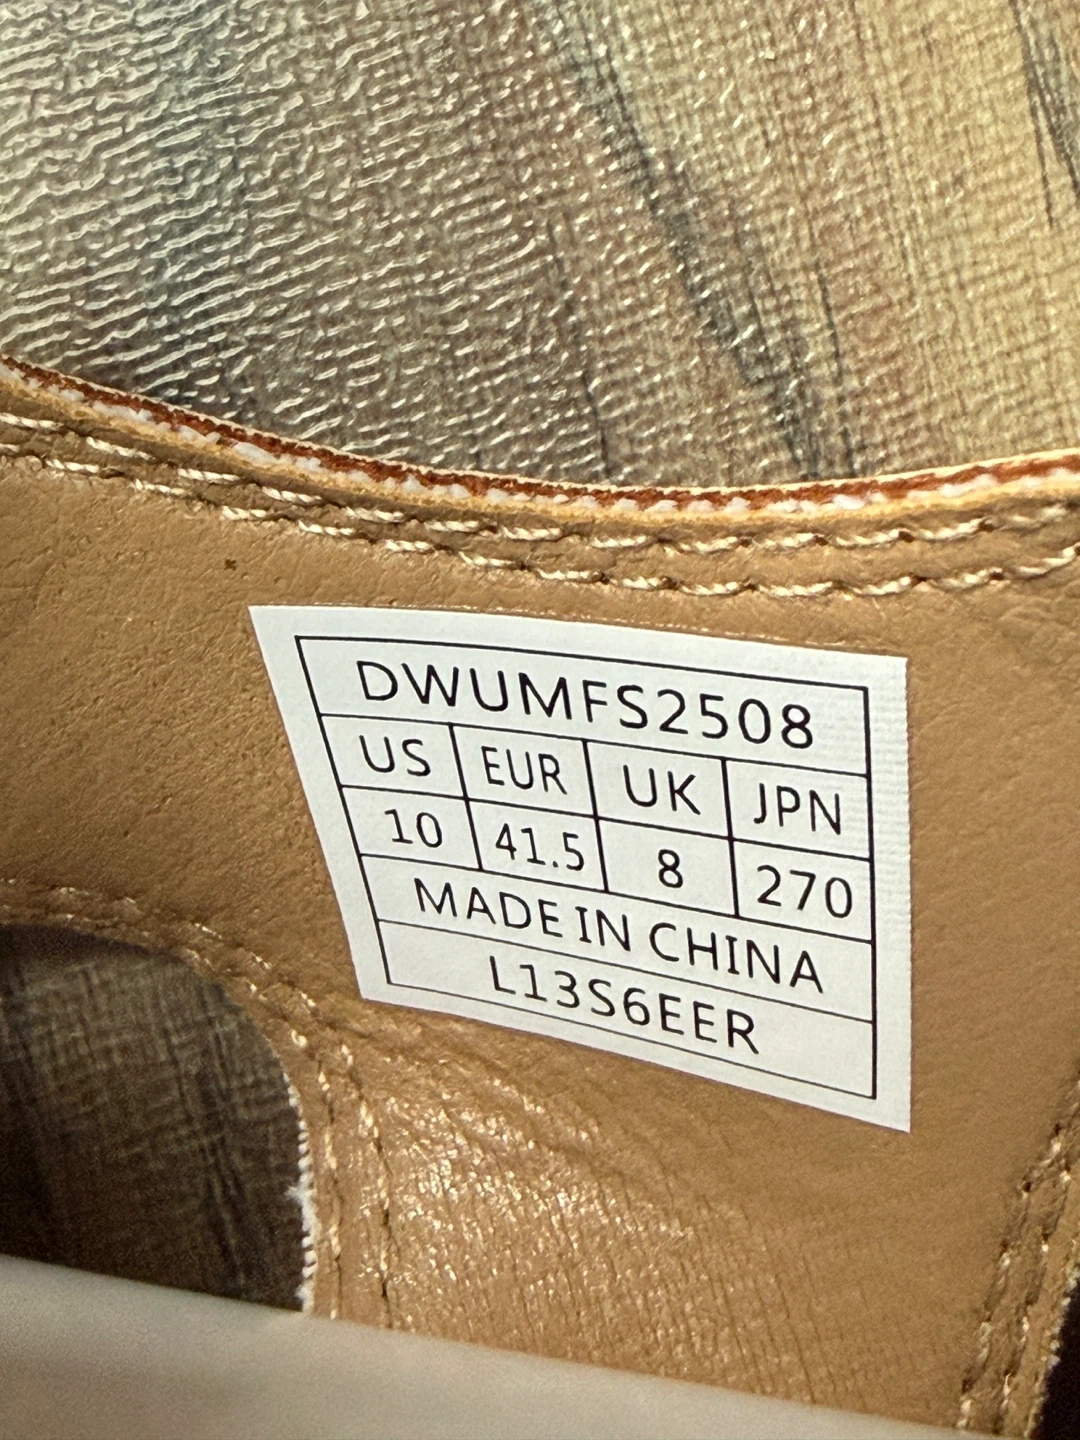 DWUMFS2508
US EUR UK JPN
10 41.5 8 270
MADE IN CHINA
L13S6EER